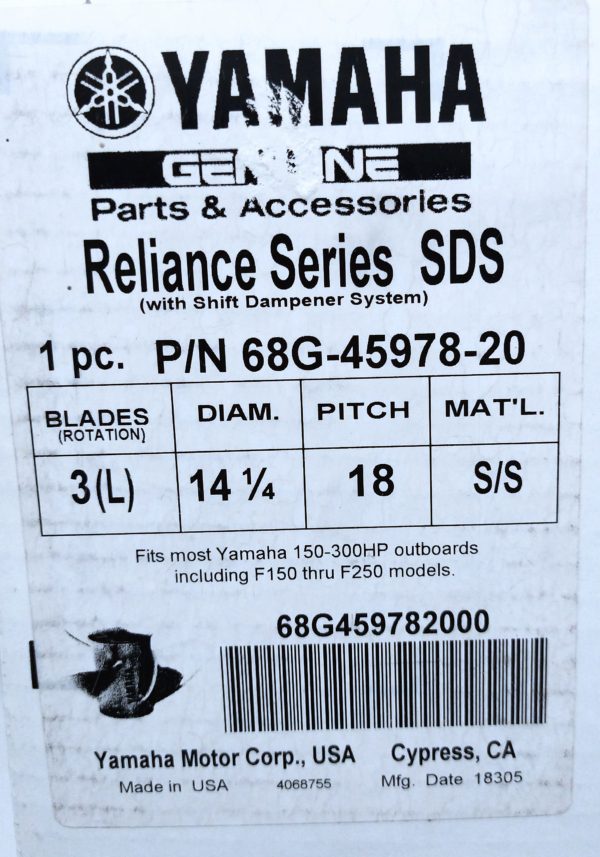 YAMAHA
GENUINE
Parts & Accessories
Reliance Series SDS
(with Shift Dampener System)
1 pc. P/N 68G-45978-20
BLADES (ROTATION) DIAM. PITCH MAT'L.
3(L) 14 ¼ 18 S/S
Fits most Yamaha 150-300HP outboards
including F150 thru F250 models.
68G459782000
Yamaha Motor Corp., USA Cypress, CA
Made in USA 4068755 Mfg. Date 18305